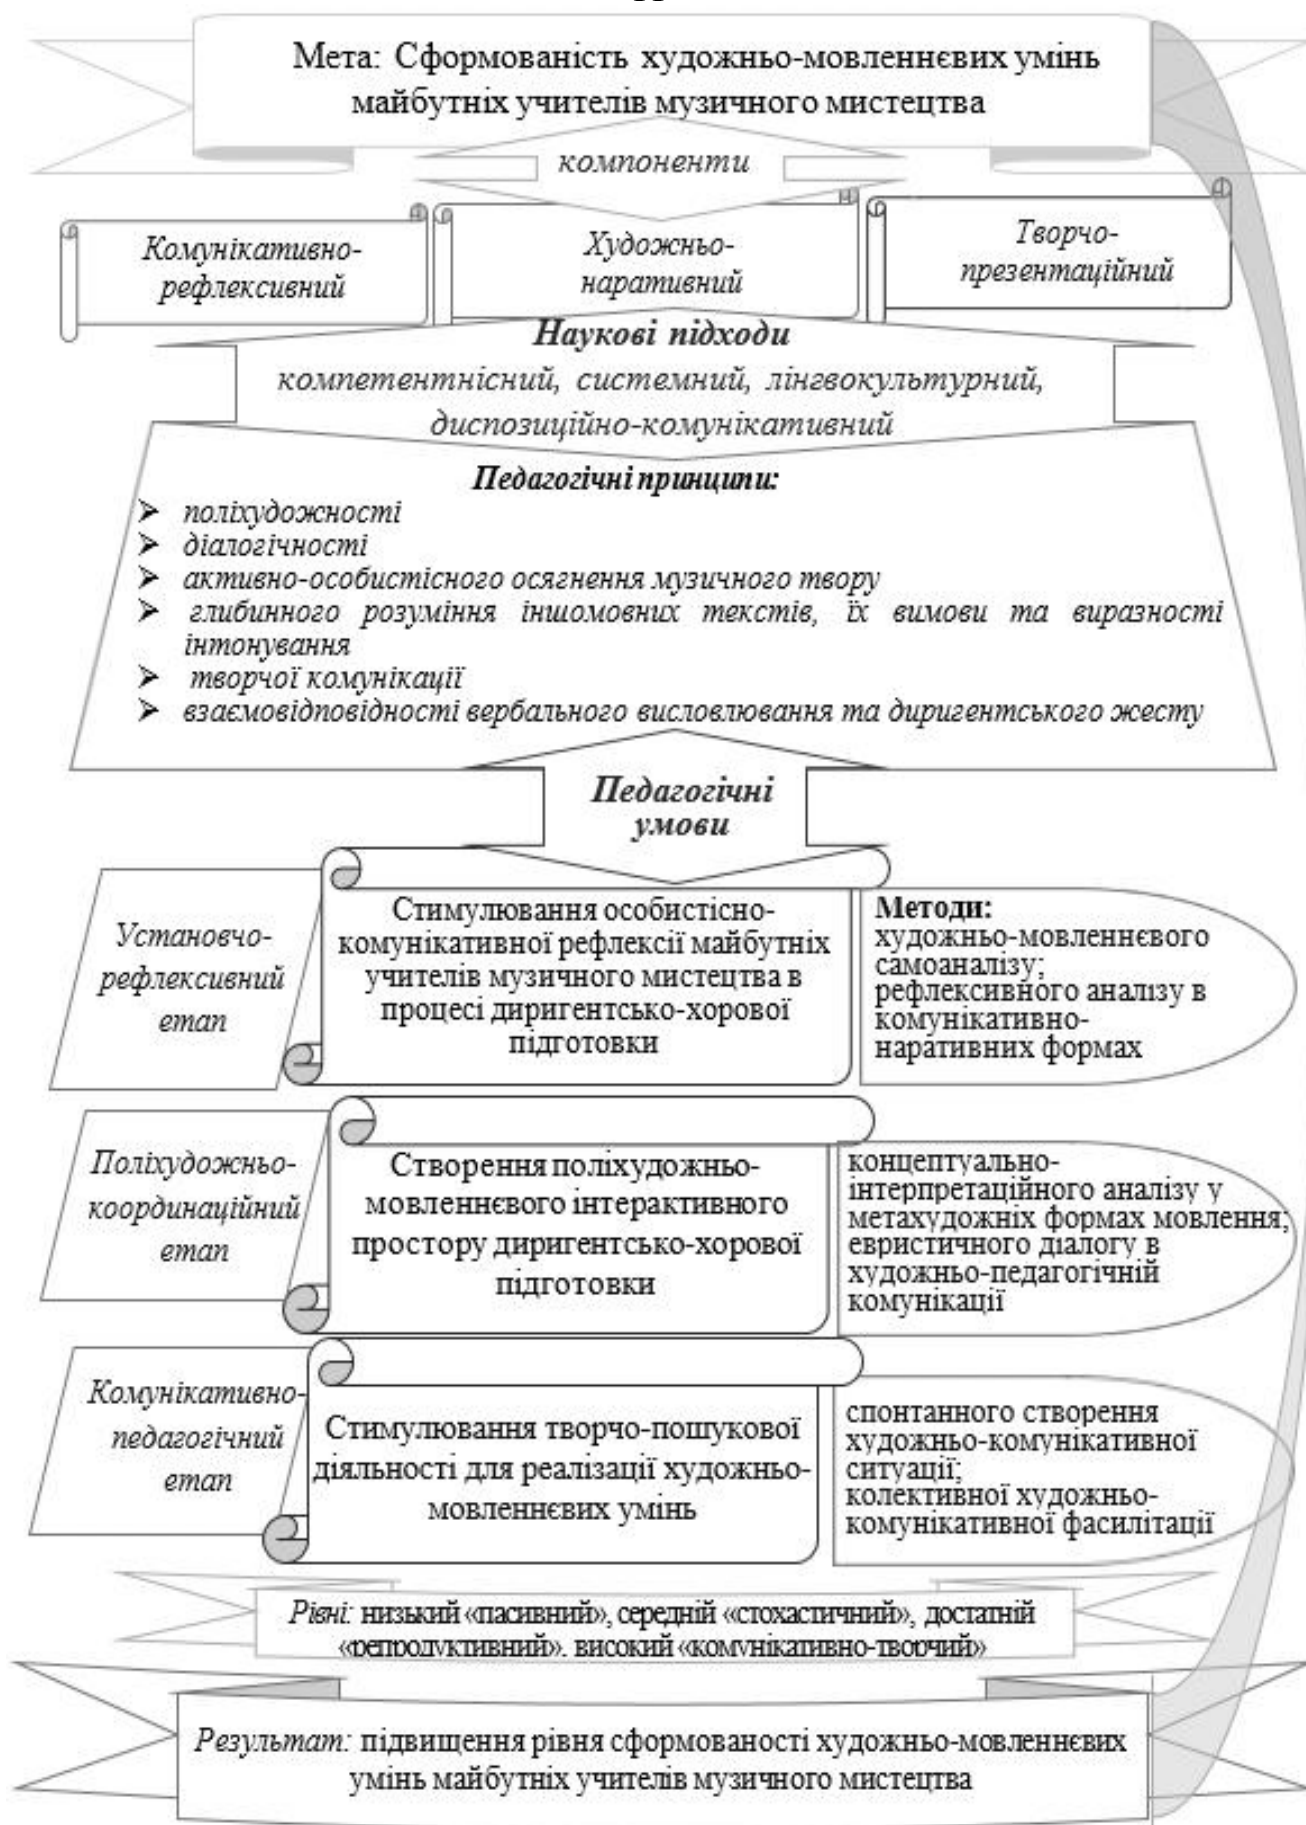 Мета: Сформованість художньо-мовленнєвих умінь
майбутніх учителів музичного мистецтва
компоненти
Комунікативно-
рефлексивний
Художньо-
наративний
Творчо-
презентаційний
Наукові підходи
компетентнісний, системний, лінгвокультурний,
диспозиційно-комунікативний
Педагогічні принципи:
➤ поліхудожності
➤ діалогічності
➤ активно-особистісного осягнення музичного твору
➤ глибинного розуміння іншомовних текстів, їх вимови та виразності
інтонування
➤ творчої комунікації
➤ взаємовідповідності вербального висловлювання та диригентського жесту
Педагогічні
умови
Установчо-
рефлексивний
етап
Стимулювання особистісно-
комунікативної рефлексії майбутніх
учителів музичного мистецтва в
процесі диригентсько-хорової
підготовки
Методи:
художньо-мовленнєвого
самоаналізу;
рефлексивного аналізу в
комунікативно-
наративних формах
Поліхудожньо-
координаційний
етап
Створення поліхудожньо-
мовленнєвого інтерактивного
простору диригентсько-хорової
підготовки
концептуально-
інтерпретаційного аналізу у
метахудожніх формах мовлення;
евристичного діалогу в
художньо-педагогічній
комунікації
Комунікативно-
педагогічний
етап
Стимулювання творчо-пошукової
діяльності для реалізації художньо-
мовленнєвих умінь
спонтанного створення
художньо-комунікативної
ситуації;
колективної художньо-
комунікативної фасилітації
Рівні: низький «пасивний», середній «стохастичний», достатній
«репродуктивний». високий «комунікативно-творчий»
Результат: підвищення рівня сформованості художньо-мовленнєвих
умінь майбутніх учителів музичного мистецтва